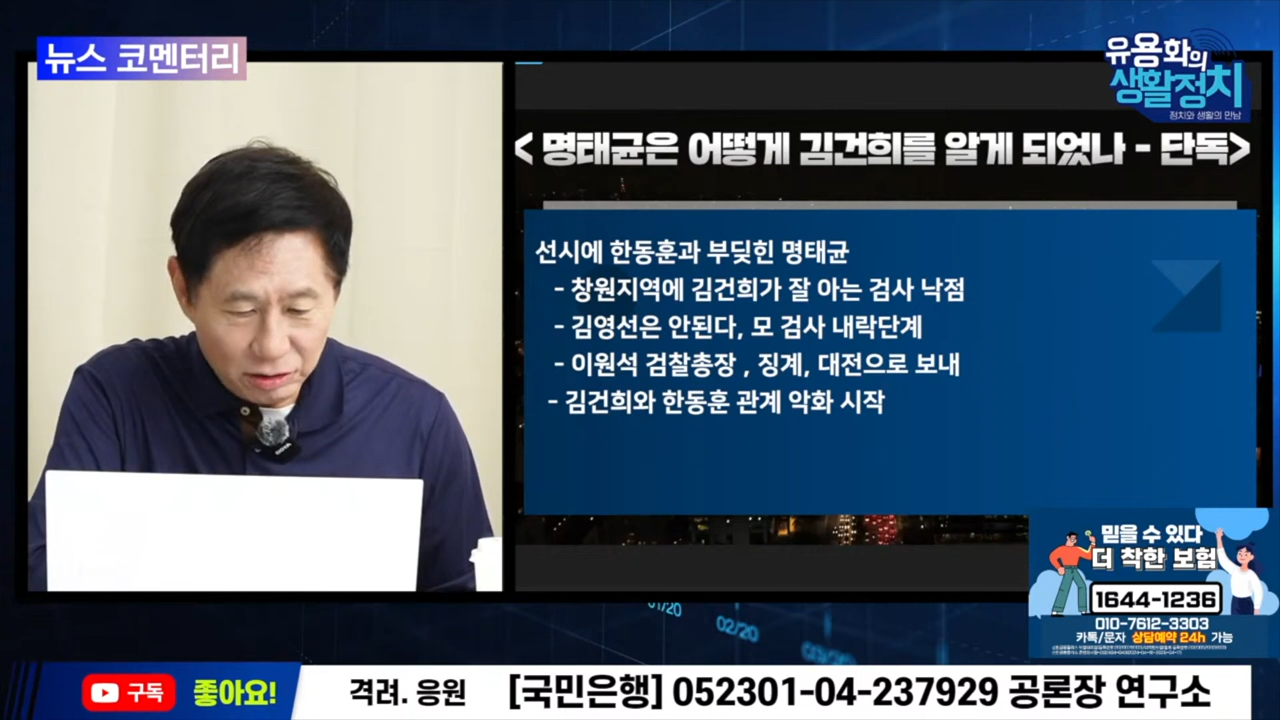 뉴스 코멘터리
유용화의
생활정치
정치와 생활의 만남
< 명태균은 어떻게 김건희를 알게 되었나 - 단독>
선시에 한동훈과 부딪힌 명태균
- 창원지역에 김건희가 잘 아는 검사 낙점
- 김영선은 안된다, 모 검사 내락단계
- 이원석 검찰총장 , 징계, 대전으로 보내
- 김건희와 한동훈 관계 악화 시작
믿을 수 있다
더 착한 보험
1644-1236
010-7612-3303
카톡/문자 상담예약 24h 가능
01/20
02/20
구독 좋아요!
격려. 응원 [국민은행] 052301-04-237929 공론장 연구소